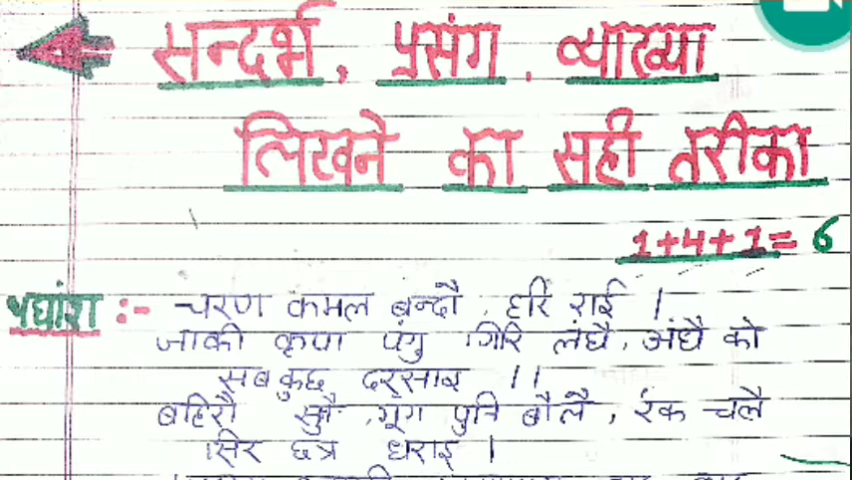 सन्दर्भ, प्रसंग, व्याख्या
लिखने का सही तरीका
1+4+1= 6
पद्यांश :- चरण कमल बन्दौ, हरि राई ।
जाकी कृपा पंगु गिरि लंघै, अंधै को
सबकुछ दरसाइ ।।
बहिरौ सुनै, गूंग पुनि बौलै, रंक चलै
सिर छत्र धराइ ।